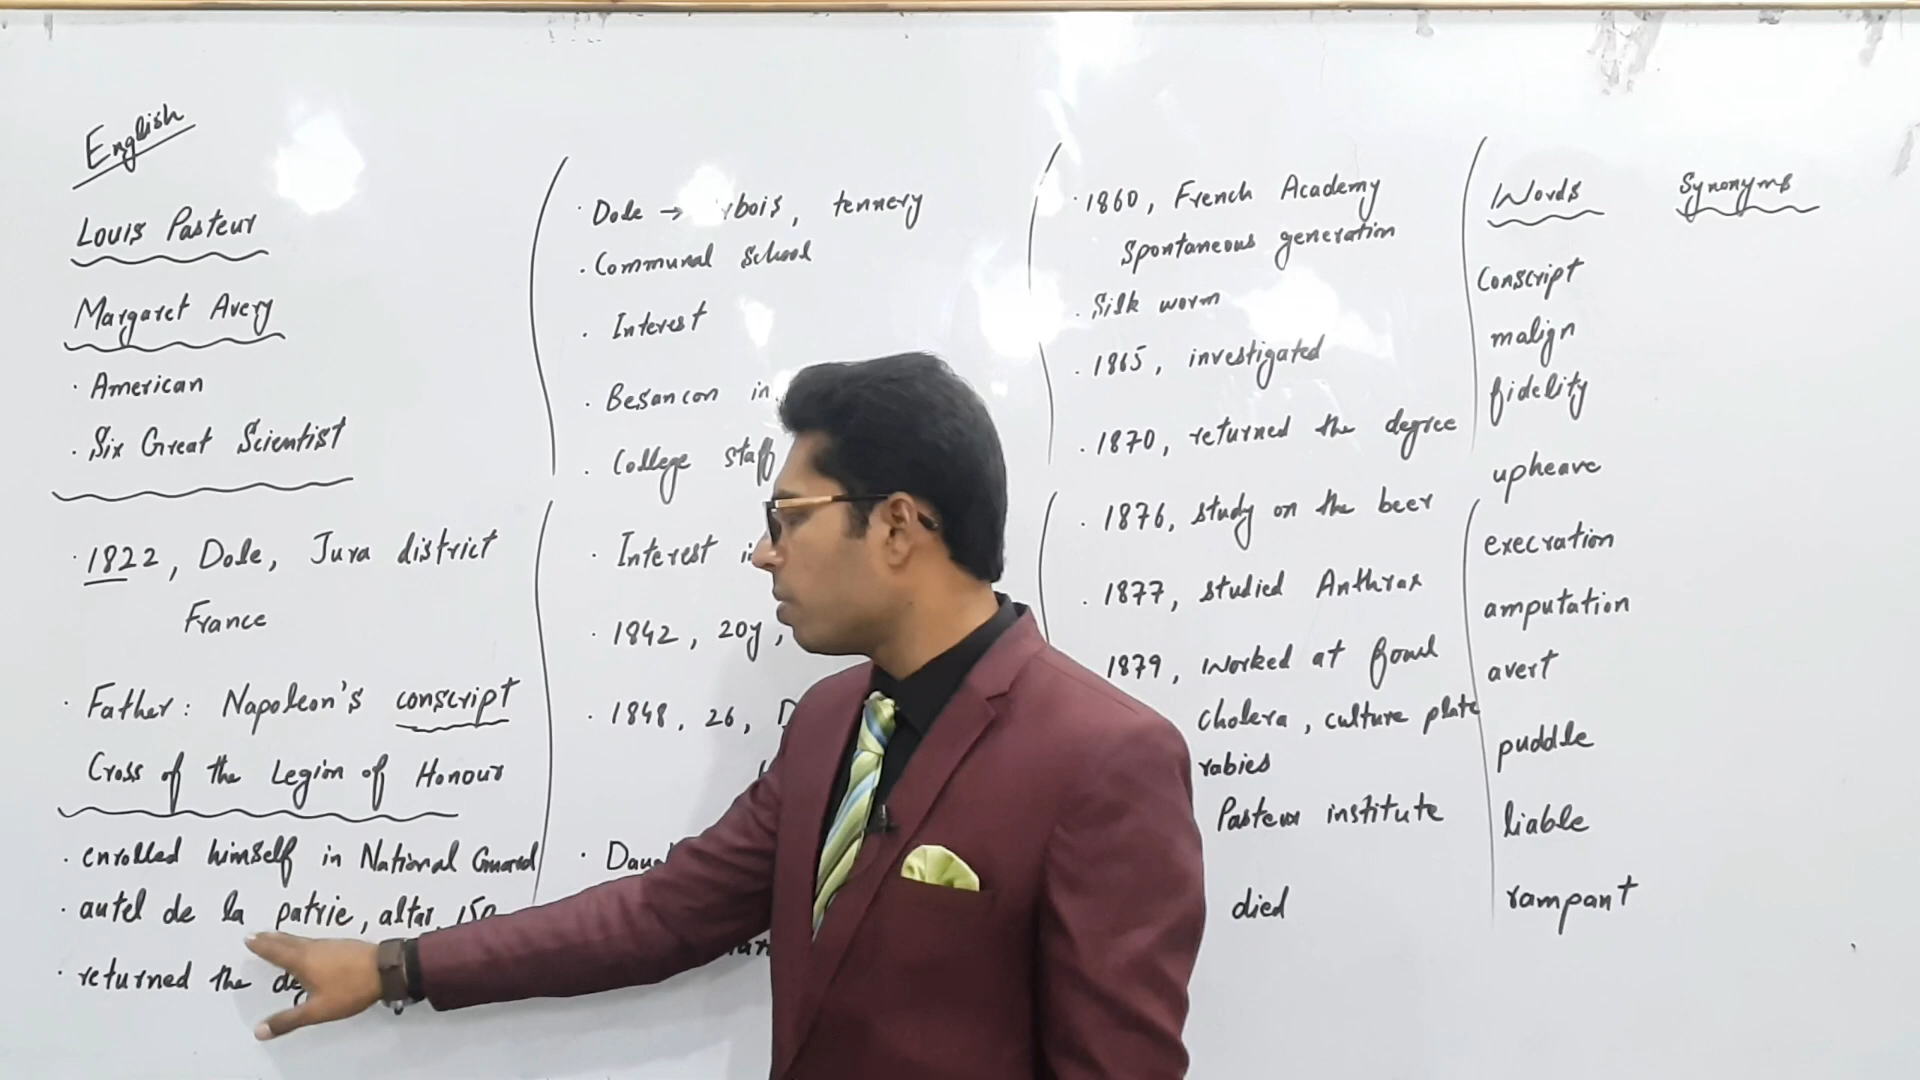 English
Louis Pasteur
Margaret Avery
· American
· Six Great Scientist
· 1822, Dole, Jura district
France
· Father: Napoleon's conscript
Cross of the Legion of Honour
· enrolled himself in National Guard
· autel de la patrie, altar, 150
· returned the
· Dole → tennery
· Communal School
· Interest
· Besancon in
· College staff
· Interest
· 1842, 20y,
· 1848, 26,
· 1860, French Academy
Spontaneous generation
· Silk worm
· 1865, investigated
· 1870, returned the degree
· 1876, study on the beer
· 1877, studied Anthrax
1879, worked at fowl
cholera, culture plate
rabies
Pasteur institute
died
Words Synonyms
Conscript
malign
fidelity
upheave
execration
amputation
avert
puddle
liable
rampant